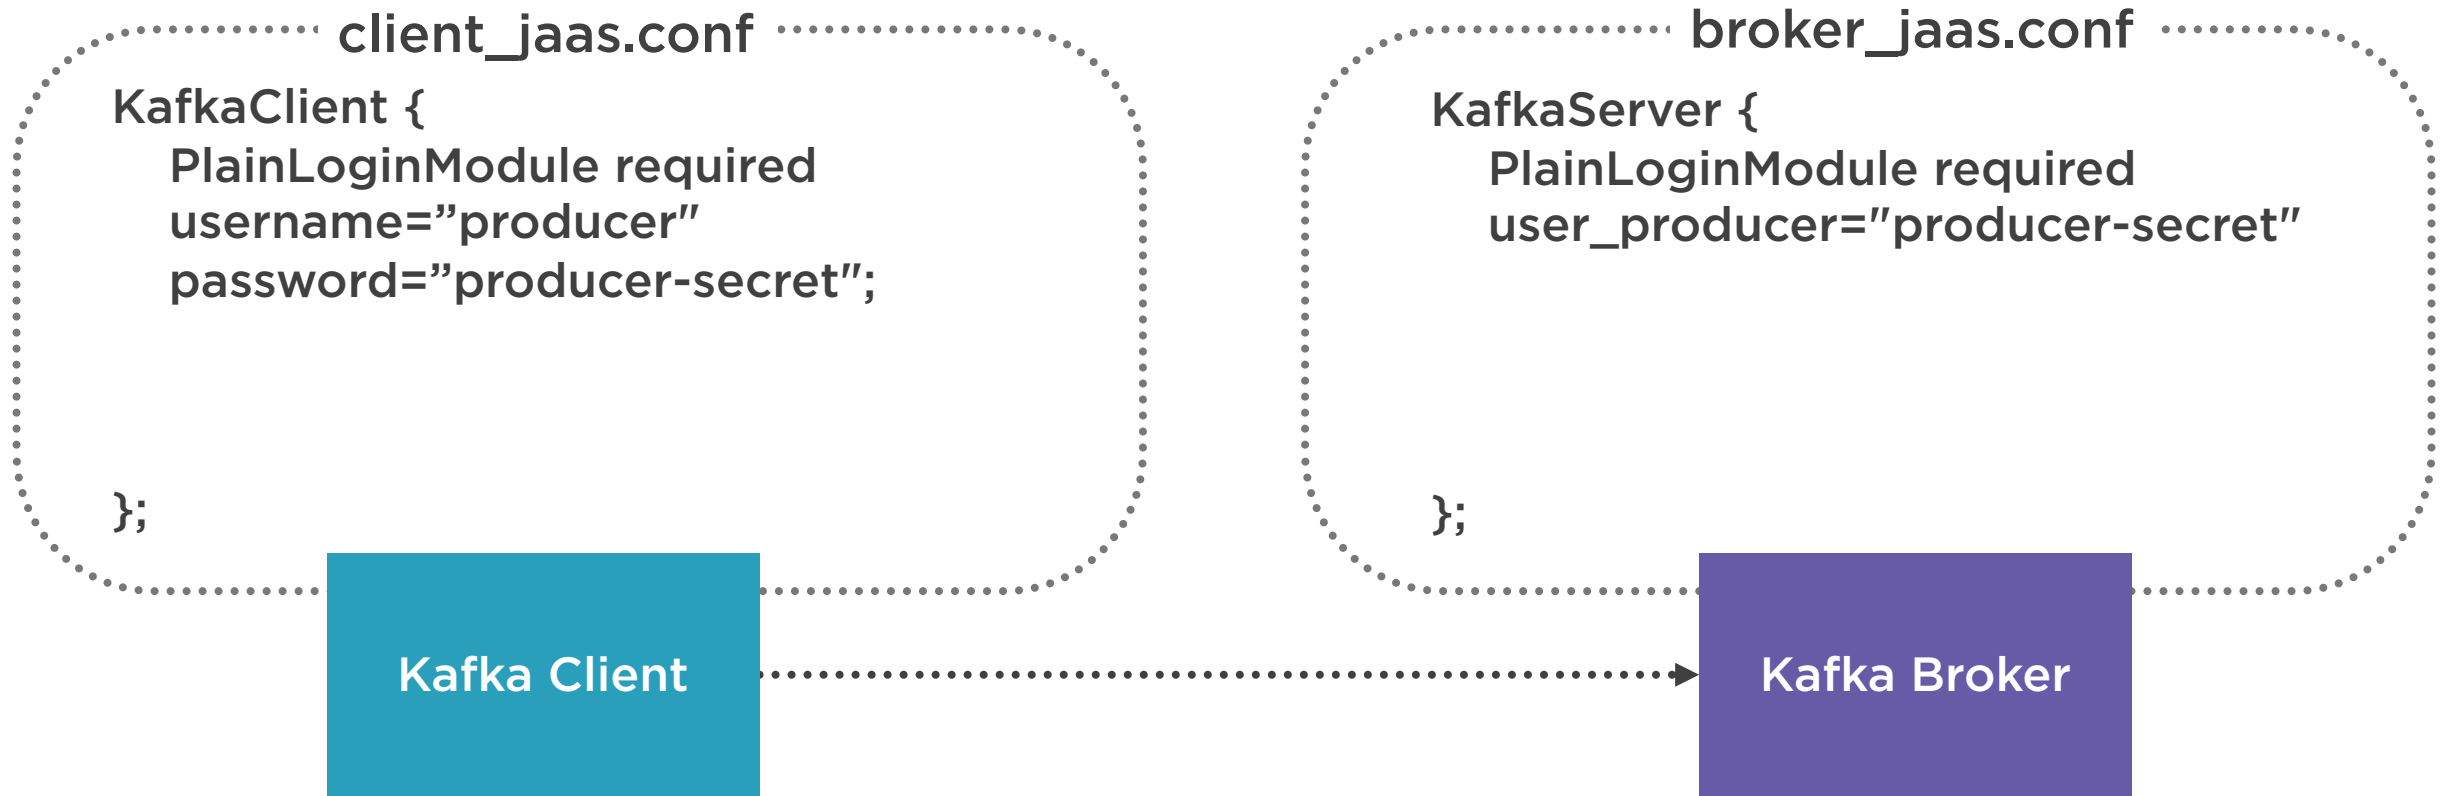 client_jaas.conf
KafkaClient {
PlainLoginModule required
username=”producer"
password=”producer-secret";
};
Kafka Client
broker_jaas.conf
KafkaServer {
PlainLoginModule required
user_producer="producer-secret"
};
Kafka Broker